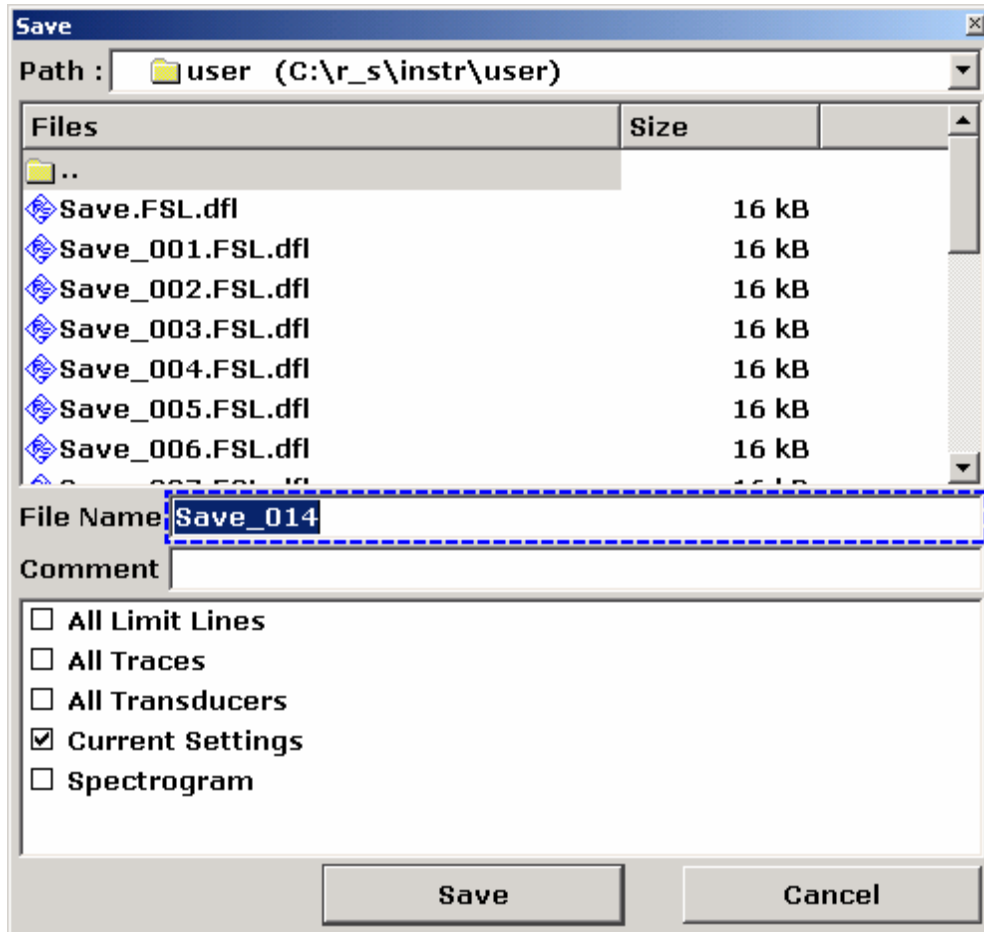 Save
Path : user (C:\r_s\instr\user)
Files Size
..
Save.FSL.dfl 16 kB
Save_001.FSL.dfl 16 kB
Save_002.FSL.dfl 16 kB
Save_003.FSL.dfl 16 kB
Save_004.FSL.dfl 16 kB
Save_005.FSL.dfl 16 kB
Save_006.FSL.dfl 16 kB
File Name Save_014
Comment
All Limit Lines
All Traces
All Transducers
Current Settings
Spectrogram
Save Cancel